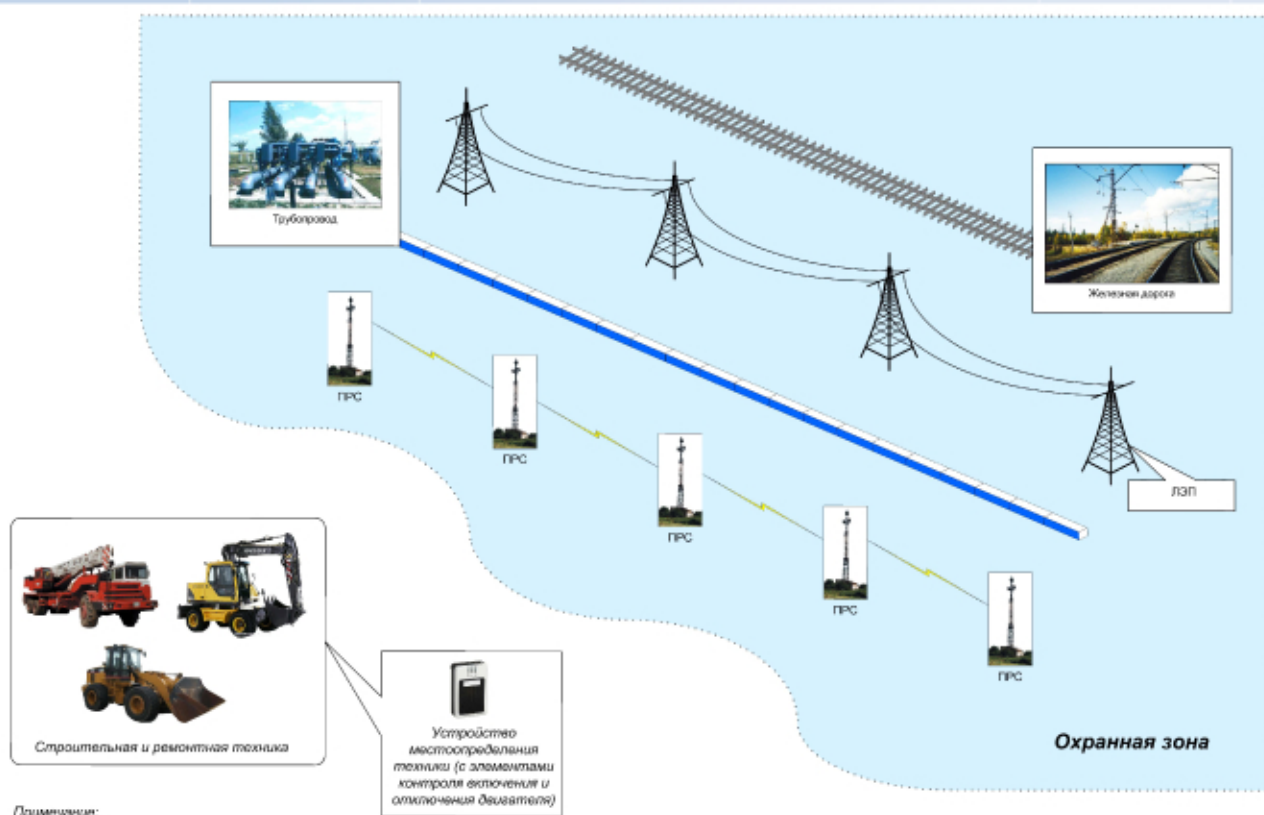 Трубопровод
Железная дорога
ПРС
ПРС
ПРС
ЛЭП
ПРС
ПРС
Строительная и ремонтная техника
Устройство
местоопределения
техники (с элементами
контроля включения и
отключения двигателя)
Охранная зона
Примечание: